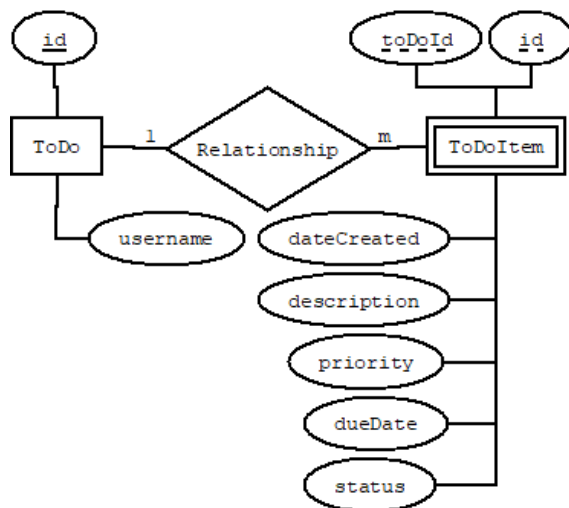 id
toDoId
id
ToDo
1
Relationship
m
ToDoItem
username
dateCreated
description
priority
dueDate
status